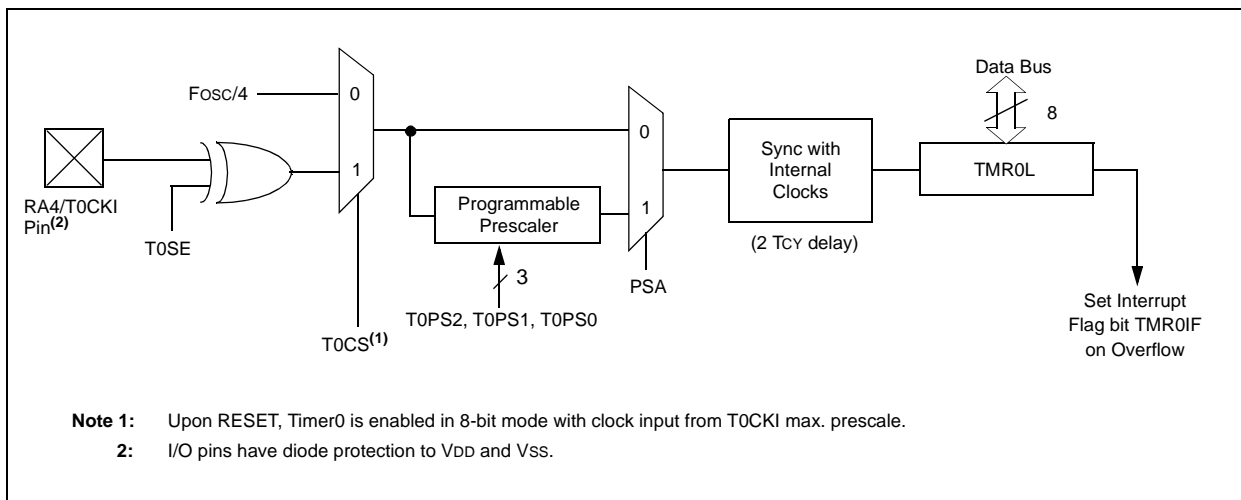 Data Bus
FOSC/4
0
8
0
1
Sync with
Internal
Clocks
TMR0L
RA4/T0CKI
Pin(2)
T0SE
Programmable
Prescaler
1
(2 TCY delay)
3
PSA
T0PS2, T0PS1, T0PS0
T0CS(1)
Set Interrupt
Flag bit TMR0IF
on Overflow
Note 1: Upon RESET, Timer0 is enabled in 8-bit mode with clock input from T0CKI max. prescale.
2: I/O pins have diode protection to VDD and VSS.